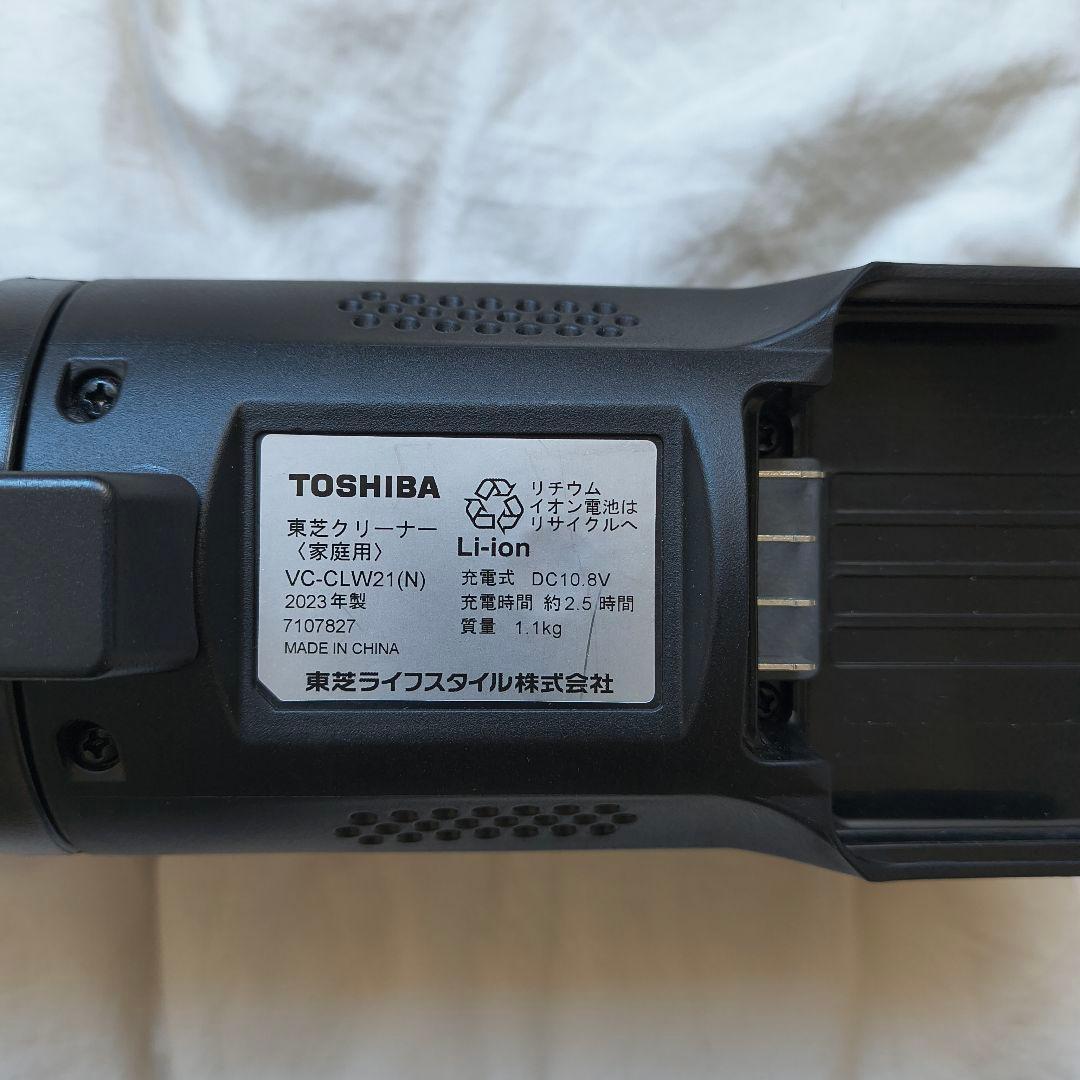 TOSHIBA
東芝クリーナー
〈家庭用〉
VC-CLW21(N)
2023年製
7107827
MADE IN CHINA
リチウム
イオン電池は
リサイクルへ
Li-ion
充電式 DC10.8V
充電時間 約2.5時間
質量 1.1kg
東芝ライフスタイル株式会社